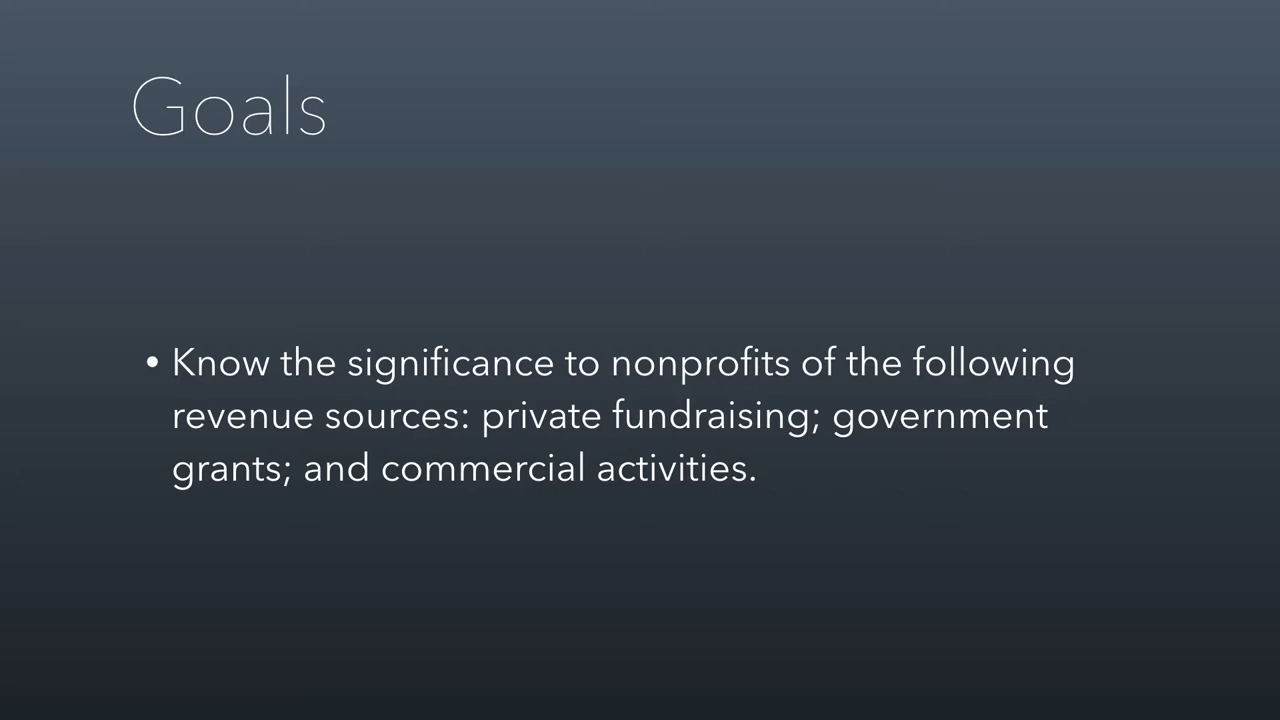 Goals
• Know the significance to nonprofits of the following
revenue sources: private fundraising; government
grants; and commercial activities.